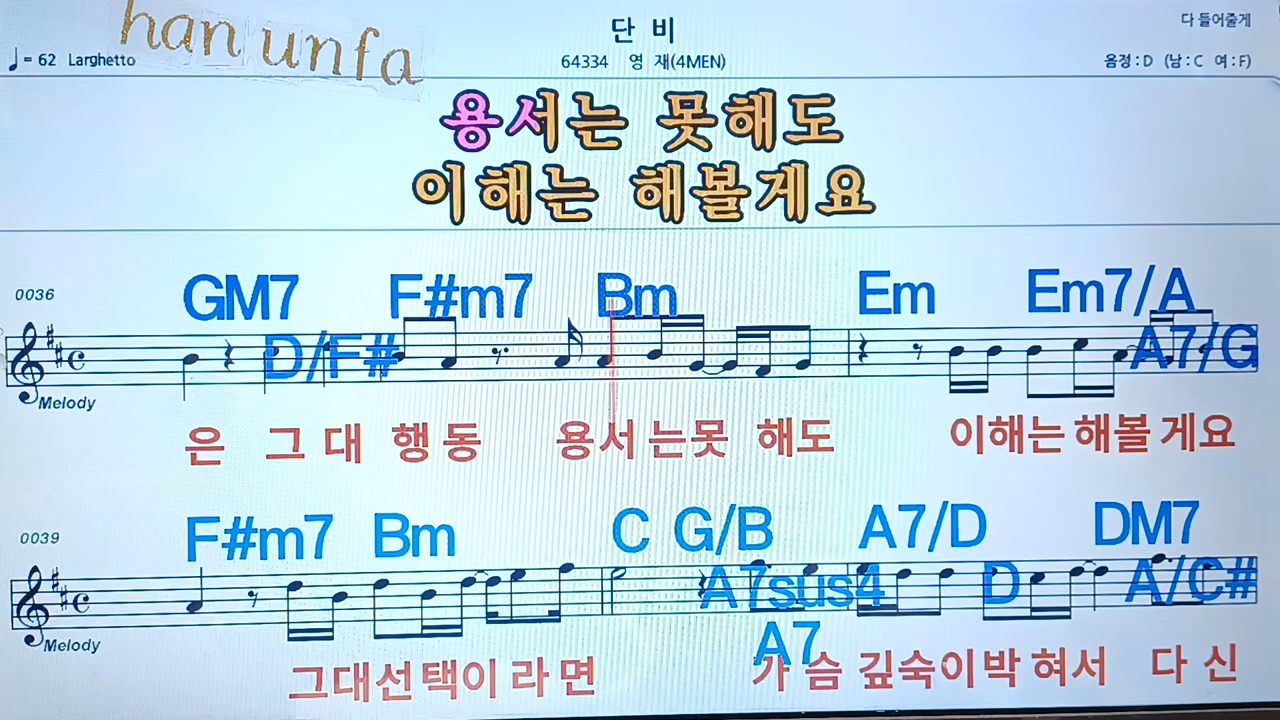 han unfa
단 비
다 들어줄게
♩= 62 Larghetto
64334 영 재(4MEN)
음정 : D (남 : C 여 : F)
용서는 못해도
이해는 해볼게요
0036
GM7 F#m7 Bm Em Em7/A
D/F# A7/G
Melody
은 그 대 행 동 용서 는못 해도 이해는 해볼 게요
0039
F#m7 Bm C G/B A7/D DM7
A7sus4 D A/C#
A7
Melody
그대선택이 라 면 가 슴 깊숙이박 혀서 다 신